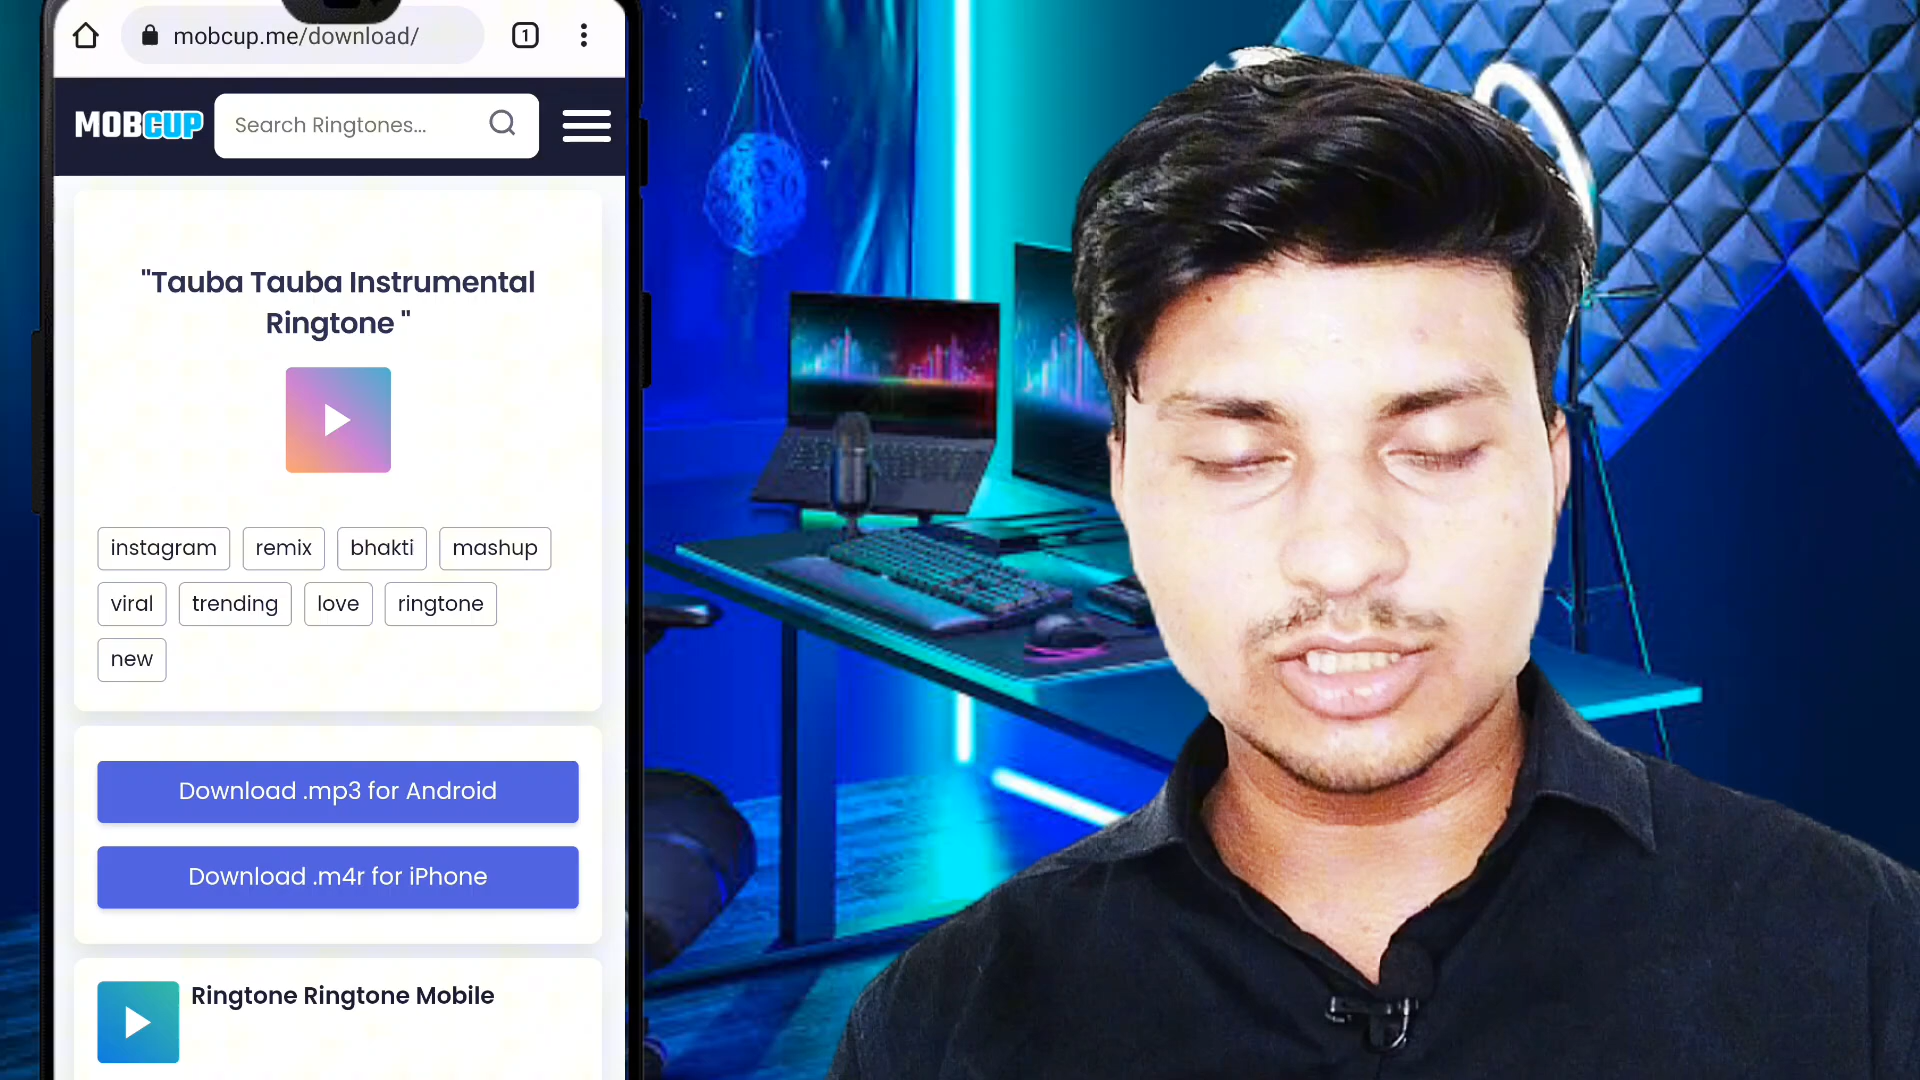 mobcup.me/download/
1
MOBCUP
Search Ringtones...
"Tauba Tauba Instrumental
Ringtone "
instagram remix bhakti mashup
viral trending love ringtone
new
Download .mp3 for Android
Download .m4r for iPhone
Ringtone Ringtone Mobile